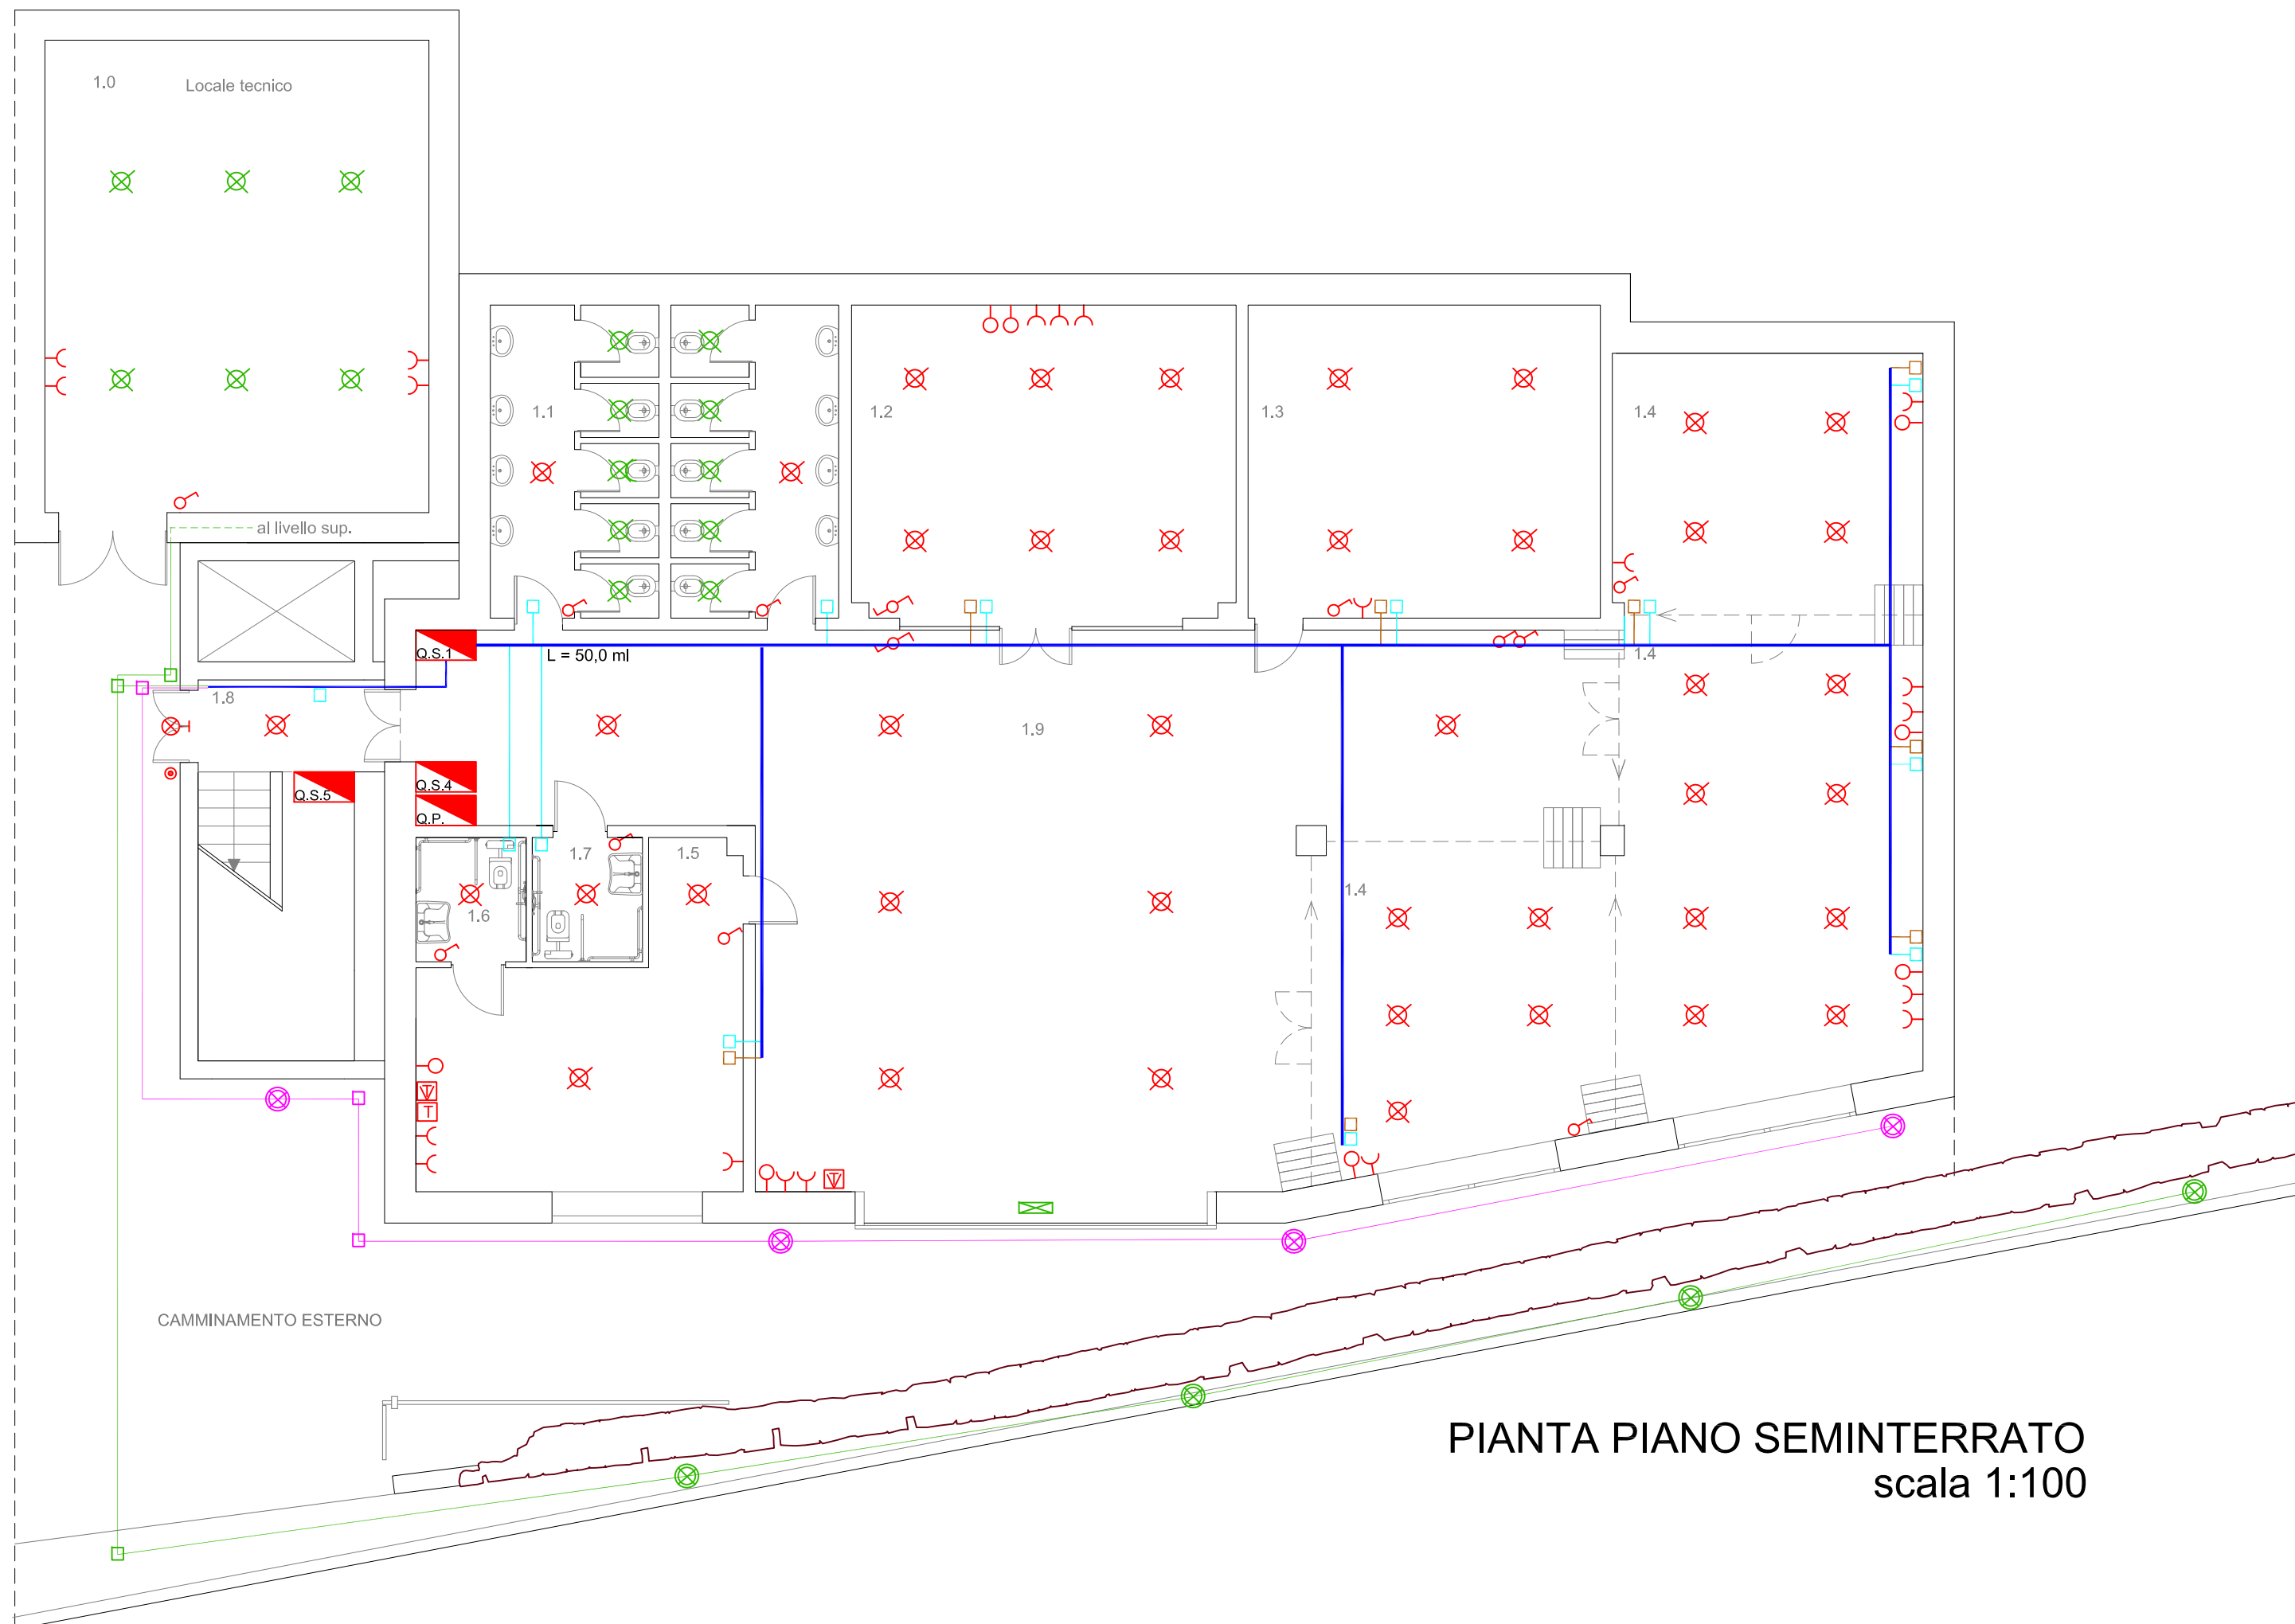 1.0
Locale tecnico
al livello sup.
1.1
1.2
1.3
1.4
Q.S.1
L = 50,0 ml
1.4
1.8
1.9
Q.S.5
Q.S.4
Q.P.
1.7
1.5
1.6
1.4
T
T
T
CAMMINAMENTO ESTERNO
PIANTA PIANO SEMINTERRATO
scala 1:100